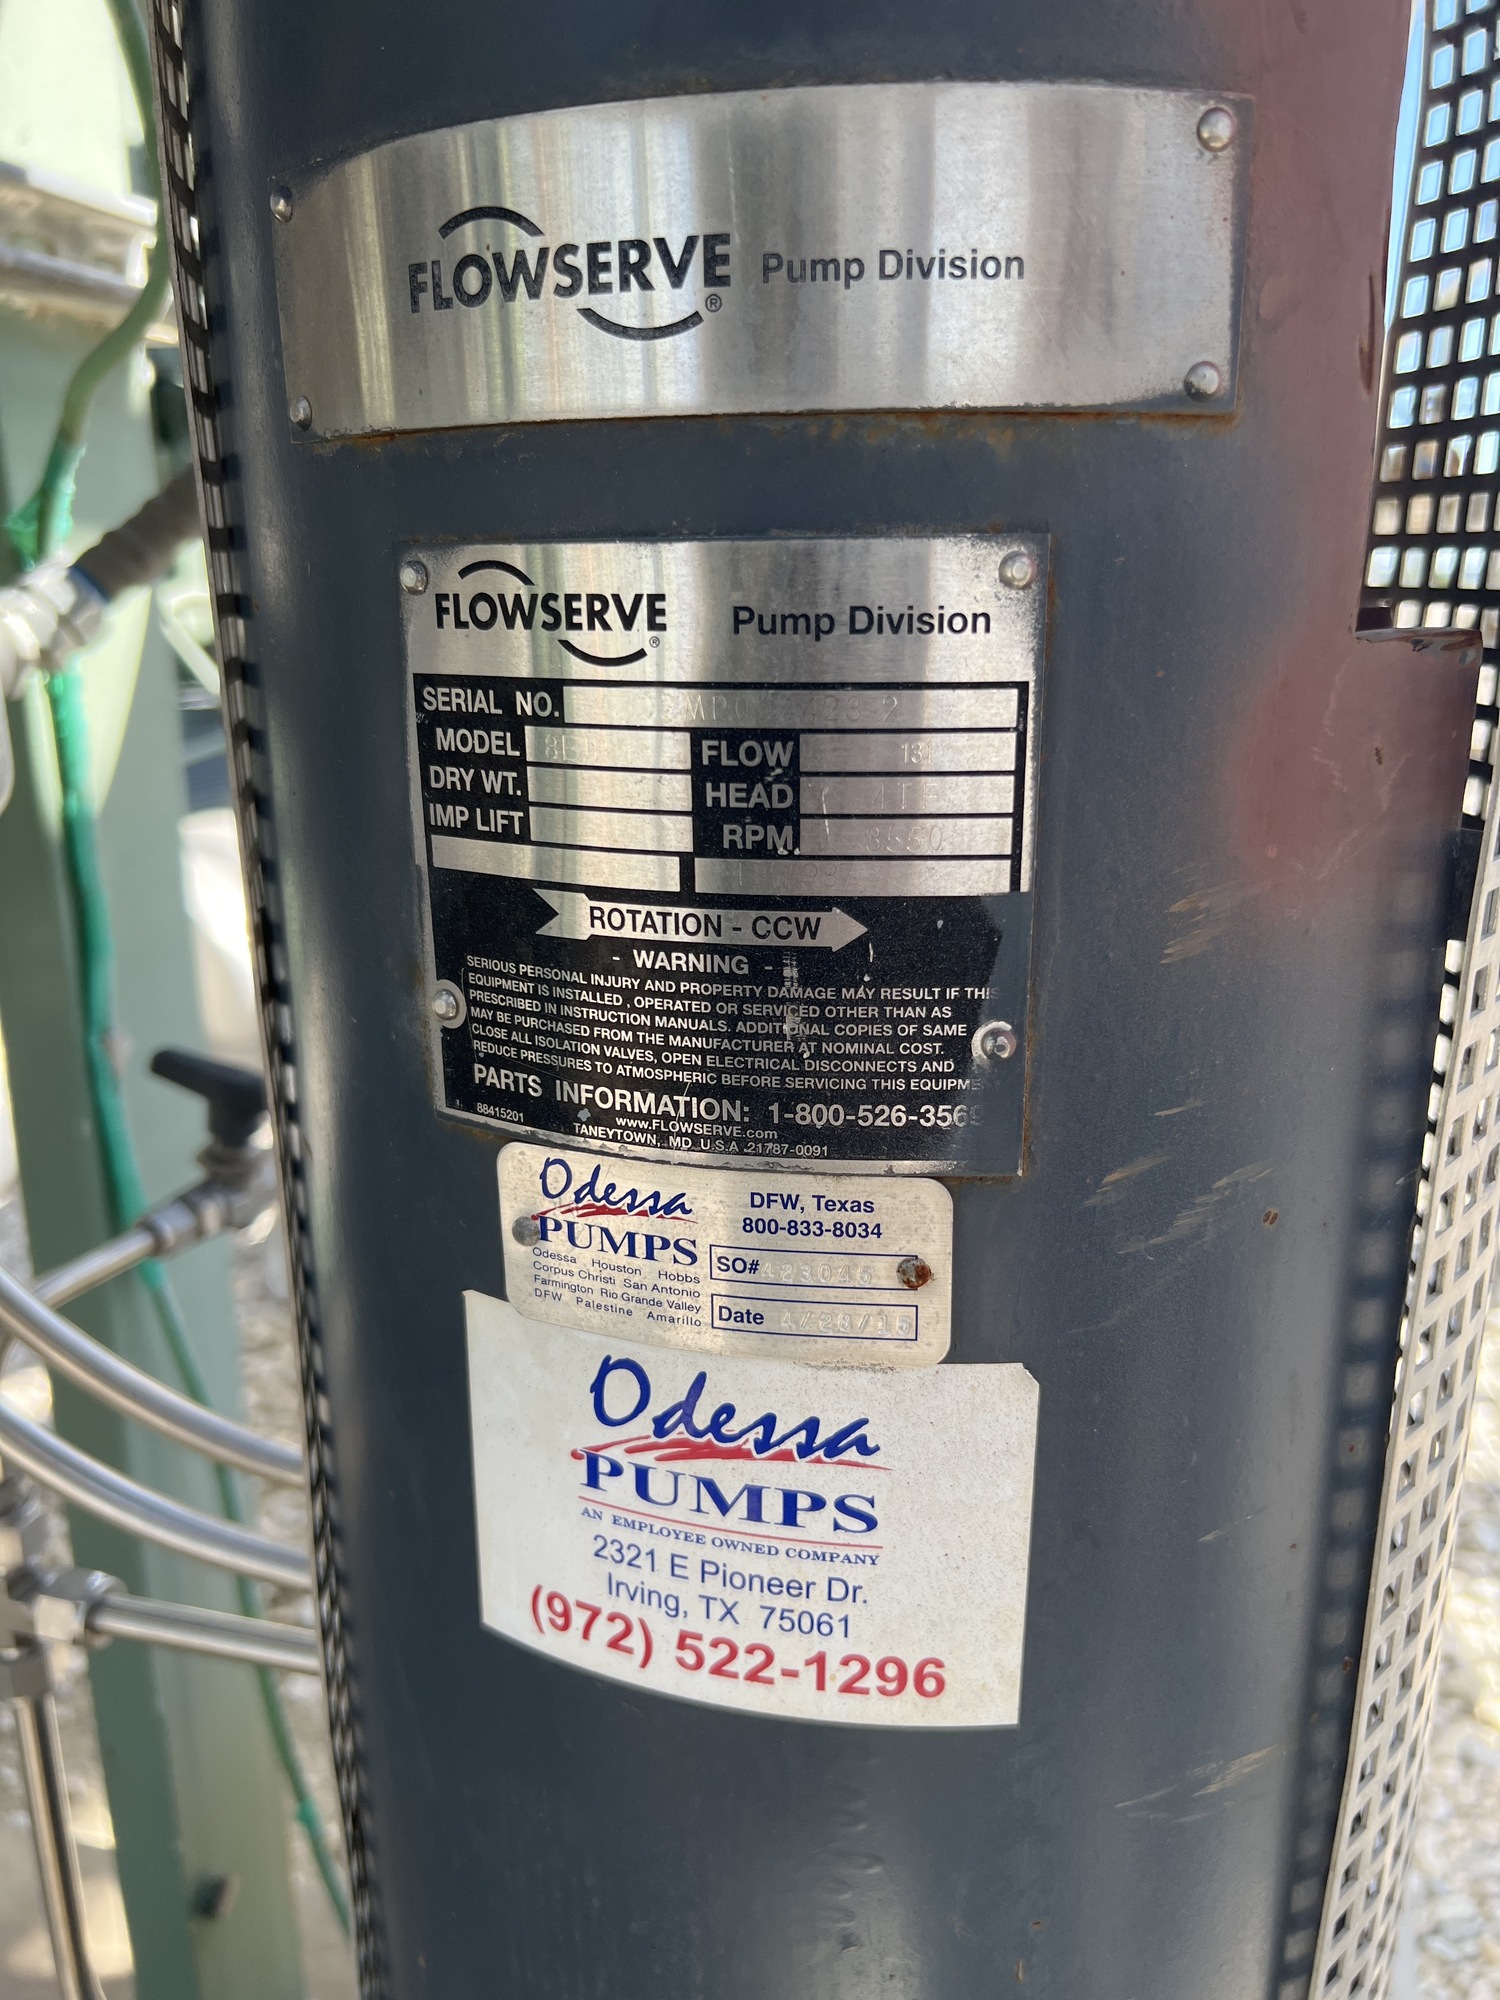 FLOWSERVE® Pump Division
FLOWSERVE® Pump Division
SERIAL NO.
MODEL
FLOW
DRY WT.
HEAD
IMP LIFT
RPM 3550
ROTATION - CCW
- WARNING -
SERIOUS PERSONAL INJURY AND PROPERTY DAMAGE MAY RESULT IF THIS
EQUIPMENT IS INSTALLED , OPERATED OR SERVICED OTHER THAN AS
PRESCRIBED IN INSTRUCTION MANUALS. ADDITIONAL COPIES OF SAME
MAY BE PURCHASED FROM THE MANUFACTURER AT NOMINAL COST.
CLOSE ALL ISOLATION VALVES, OPEN ELECTRICAL DISCONNECTS AND
REDUCE PRESSURES TO ATMOSPHERIC BEFORE SERVICING THIS EQUIPME
PARTS INFORMATION: 1-800-526-3569
88415201
www.FLOWSERVE.com
TANEYTOWN, MD U.S.A 21787-0091
Odessa
PUMPS
DFW, Texas
800-833-8034
Odessa Houston Hobbs
Corpus Christi San Antonio
Farmington Rio Grande Valley
DFW Palestine Amarillo
SO# 423045
Date 4/28/15
Odessa
PUMPS
AN EMPLOYEE OWNED COMPANY
2321 E Pioneer Dr.
Irving, TX 75061
(972) 522-1296